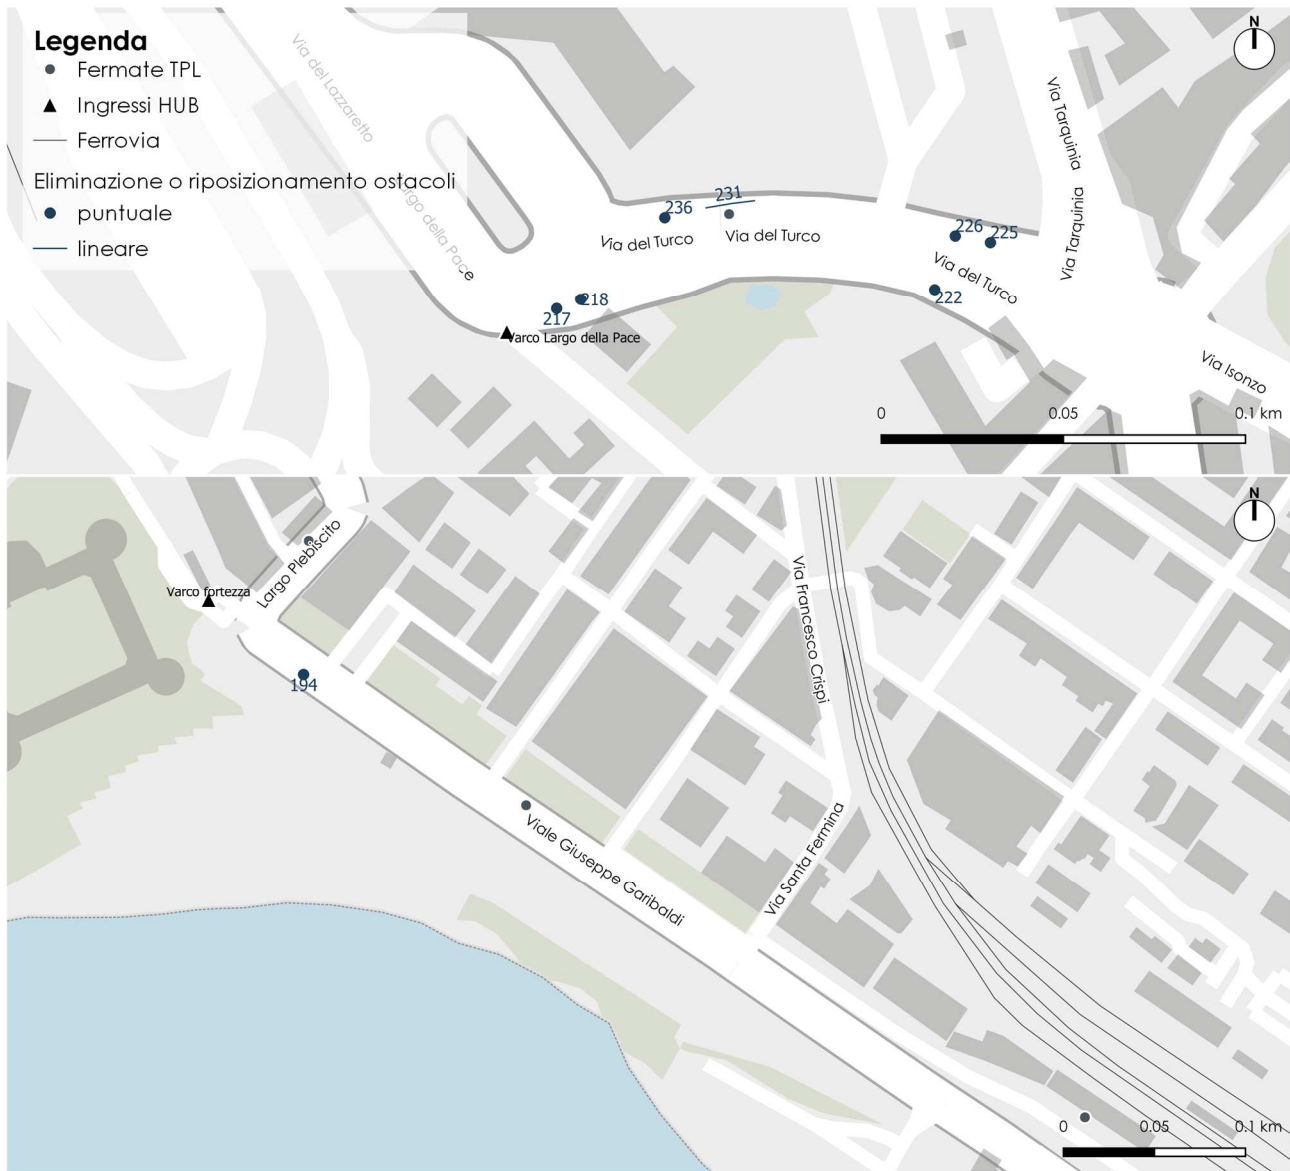 Legenda
Fermate TPL
Ingressi HUB
Ferrovia
Eliminazione o riposizionamento ostacoli
puntuale
lineare
Via del Lazzaretto
Largo della Pace
N
Via Tarquinia
Via Tarquinia
231
236
Via del Turco
Via del Turco
226
225
Via del Turco
222
218
217
Varco Largo della Pace
Via Isonzo
0 0.05 0.1 km
N
Largo Plebiscito
Varco fortezza
194
Via Francesco Crispi
Viale Giuseppe Garibaldi
Via Santa Fermina
0 0.05 0.1 km